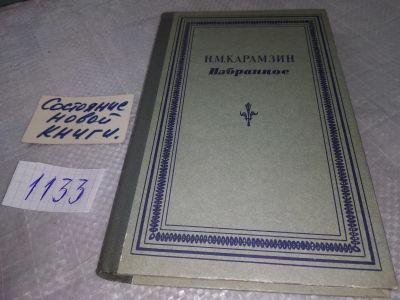 Н.М.КАРАМЗИН
Избранное
Состояние
новой
книги.
1133